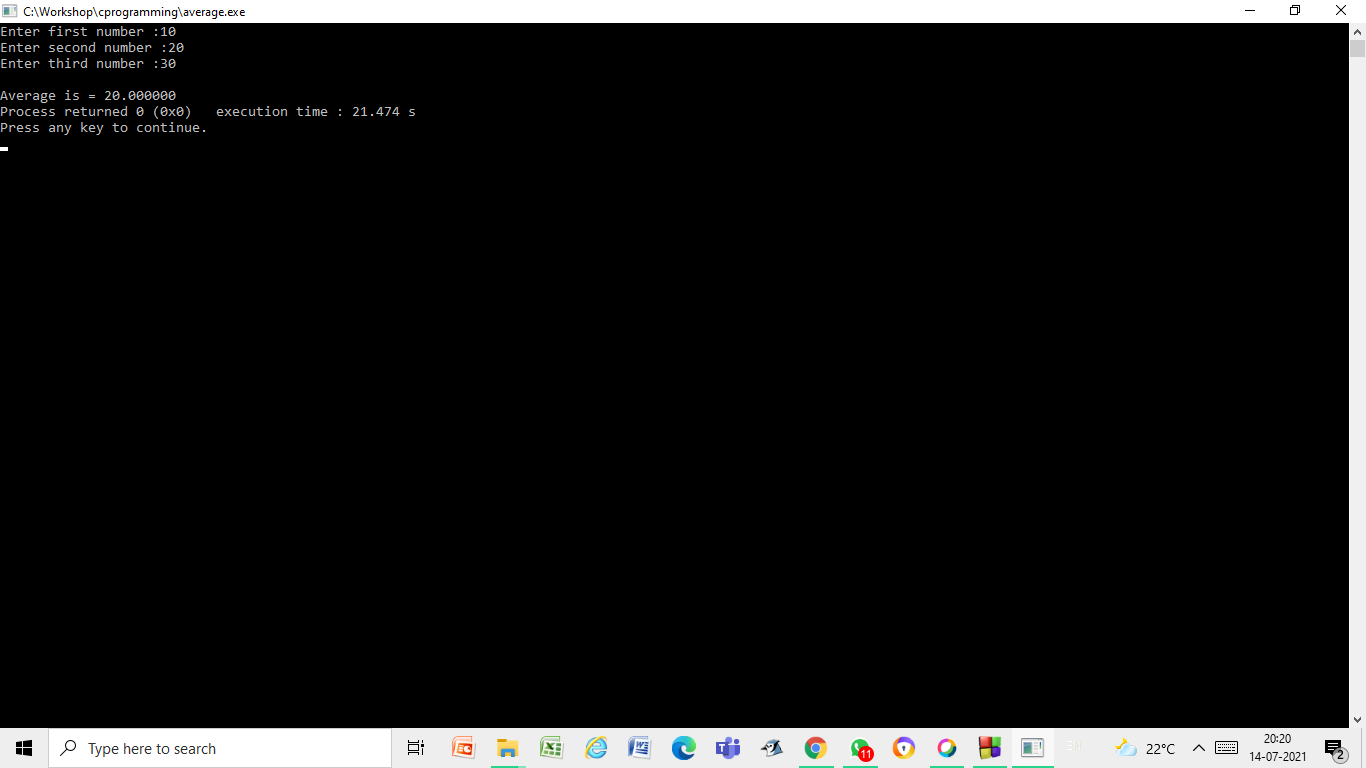 C:\Workshop\cprogramming\average.exe
Enter first number :10
Enter second number :20
Enter third number :30
Average is = 20.000000
Process returned 0 (0x0)   execution time : 21.474 s
Press any key to continue.
Type here to search
11
22°C
20:20
14-07-2021
2